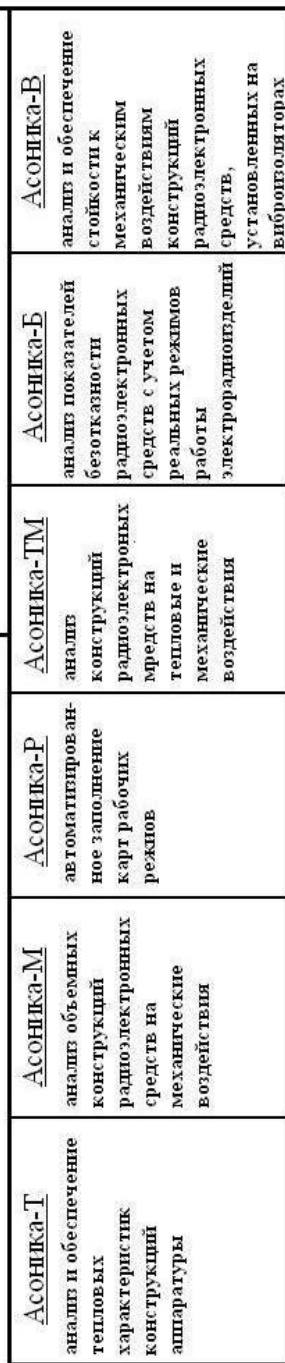 Асоника-Т
анализ и обеспечение
тепловых
характеристик
конструкций
аппаратуры
Асоника-М
анализ объемных
конструкций
радиоэлектронных
средств на
механические
воздействия
Асоника-Р
автоматизирован-
ное заполнение
карт рабочих
режнов
Асоника-ТМ
анализ
конструкций
радиоэлектроных
мредств на
тепловые и
механические
воздействия
Асоника-Б
анализ показателей
безотказности
радиоэлектронных
средств с учетом
реальных режимов
работы
электрорадиоизделий
Асоника-В
анализ и обеспечение
стойкости к
механическим
воздействиям
конструкций
радиоэлектронных
средств,
установленных на
виброизоляторах